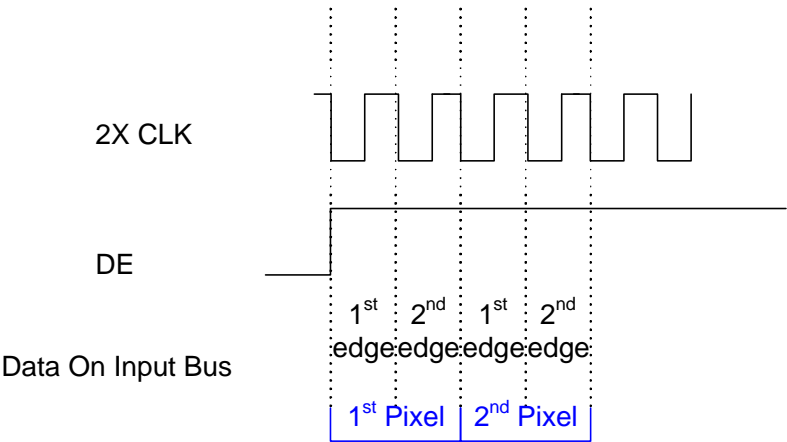 2X CLK
DE
1st 2nd 1st 2nd
edge edge edge edge
Data On Input Bus
1st Pixel 2nd Pixel